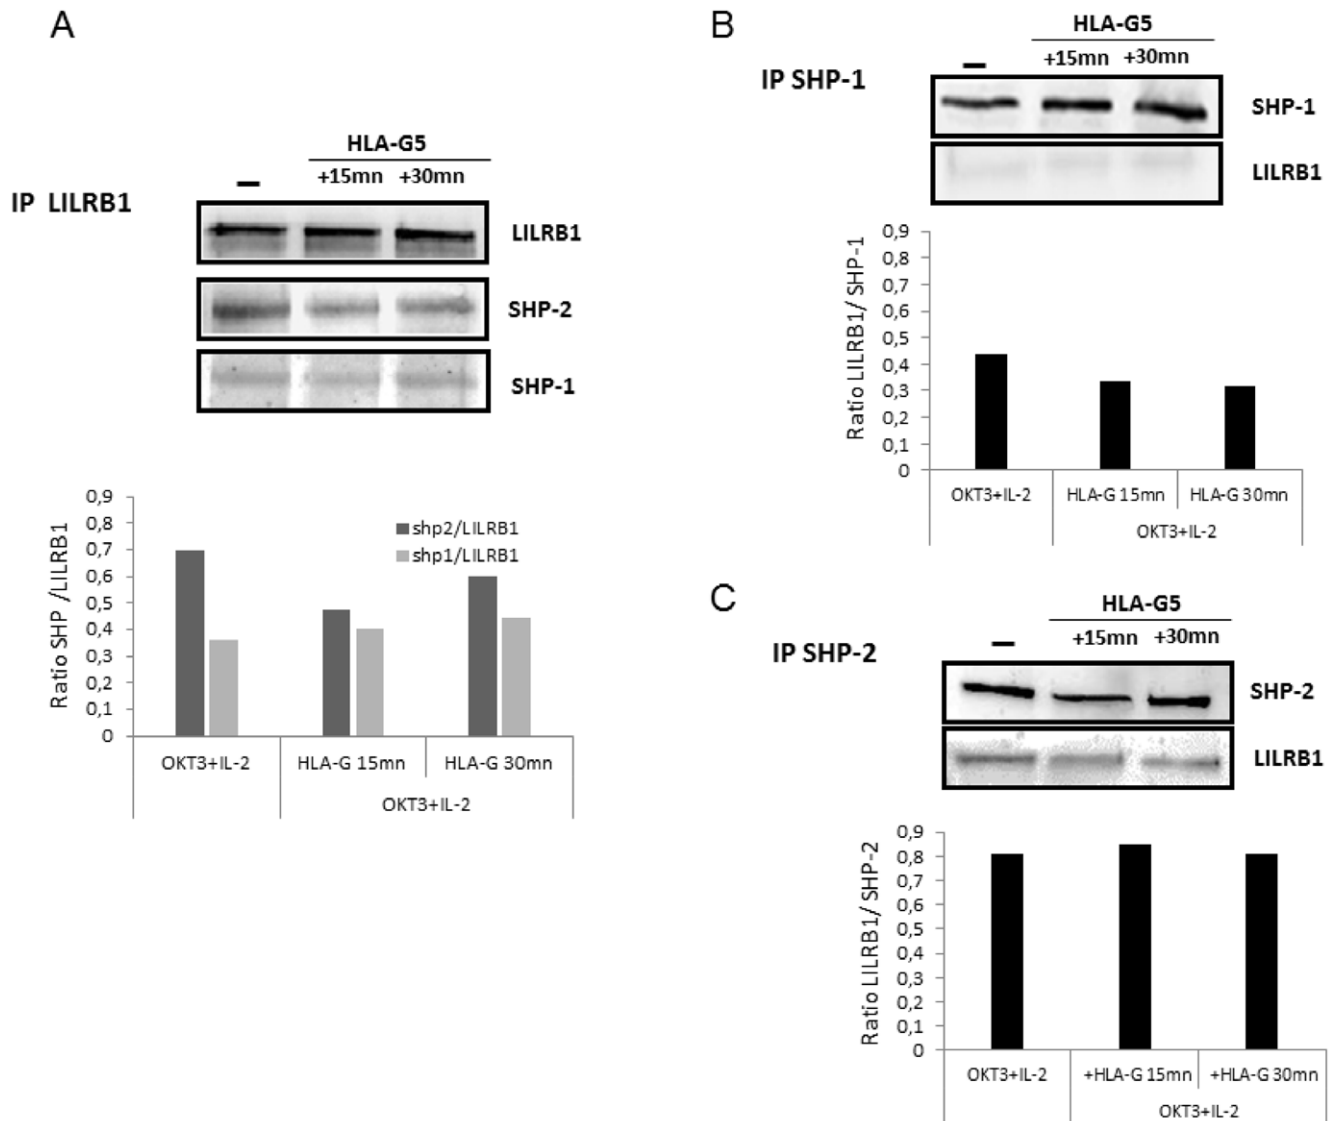 A
HLA-G5
– +15mn +30mn
IP LILRB1
LILRB1
SHP-2
SHP-1
Ratio SHP /LILRB1
0,9
0,8
0,7
0,6
0,5
0,4
0,3
0,2
0,1
0
shp2/LILRB1
shp1/LILRB1
OKT3+IL-2 HLA-G 15mn HLA-G 30mn
OKT3+IL-2
B
HLA-G5
– +15mn +30mn
IP SHP-1
SHP-1
LILRB1
Ratio LILRB1/ SHP-1
0,9
0,8
0,7
0,6
0,5
0,4
0,3
0,2
0,1
0
OKT3+IL-2 HLA-G 15mn HLA-G 30mn
OKT3+IL-2
C
HLA-G5
– +15mn +30mn
IP SHP-2
SHP-2
LILRB1
Ratio LILRB1/ SHP-2
0,9
0,8
0,7
0,6
0,5
0,4
0,3
0,2
0,1
0
OKT3+IL-2 +HLA-G 15mn +HLA-G 30mn
OKT3+IL-2